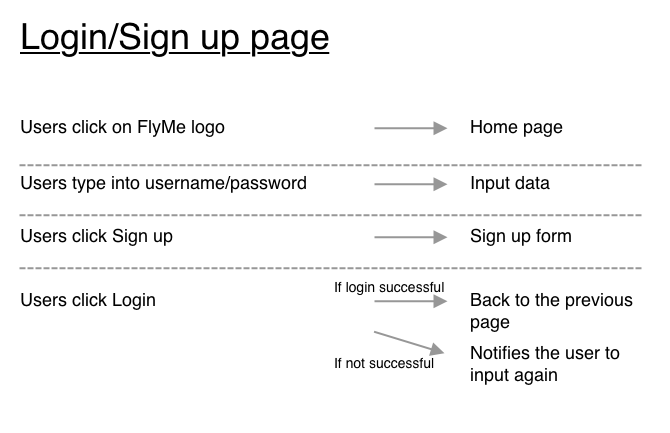 Login/Sign up page
Users click on FlyMe logo
Home page
Users type into username/password
Input data
Users click Sign up
Sign up form
If login successful
Users click Login
Back to the previous
page
Notifies the user to
If not successful
input again